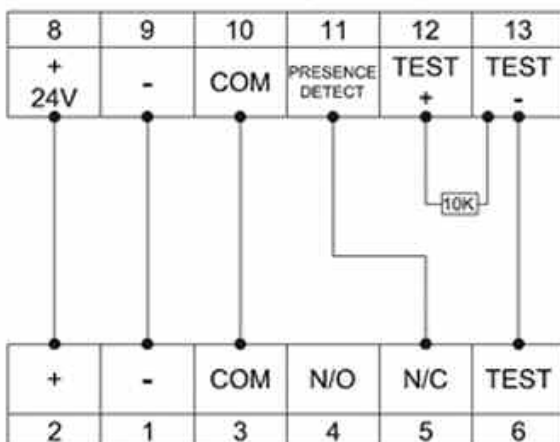 8 9 10 11 12 13
+
24V
-
COM
PRESENCE
DETECT
TEST
+
TEST
-
10K
+ - COM N/O N/C TEST
2 1 3 4 5 6